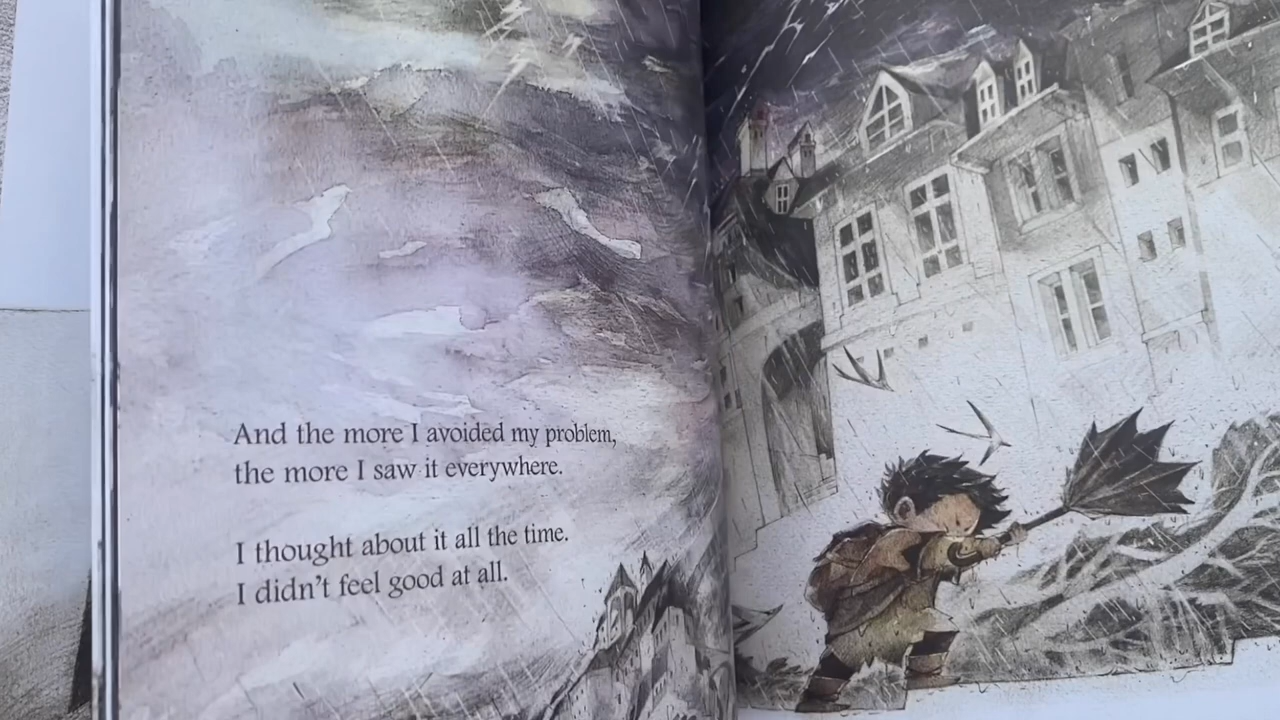 And the more I avoided my problem,
the more I saw it everywhere.
I thought about it all the time.
I didn't feel good at all.